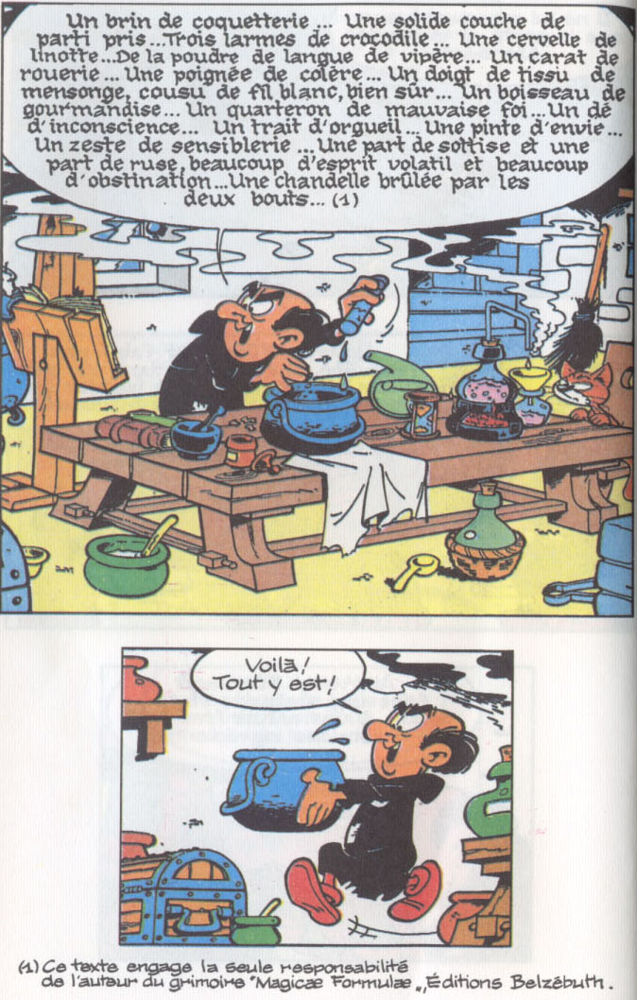 Un brin de coquetterie ... Une solide couche de
parti pris...Trois larmes de crocodile... Une cervelle de
linotte...De la poudre de langue de vipère... Un carat de
rouerie... Une poignée de colère... Un doigt de tissu de
mensonge, cousu de fil blanc, bien sûr... Un boisseau de
gourmandise... Un quarteron de mauvaise foi...Un dé
d'inconscience... Un trait d'orgueil...Une pinte d'envie...
Un zeste de sensiblerie ...Une part de sottise et une
part de ruse, beaucoup d'esprit volatil et beaucoup
d'obstination...Une chandelle brûlée par les
deux bouts... (1)
Voilà!
Tout y est!
(1) Ce texte engage la seule responsabilité
de l'auteur du grimoire "Magicæ Formulæ„, Éditions Belzébuth.